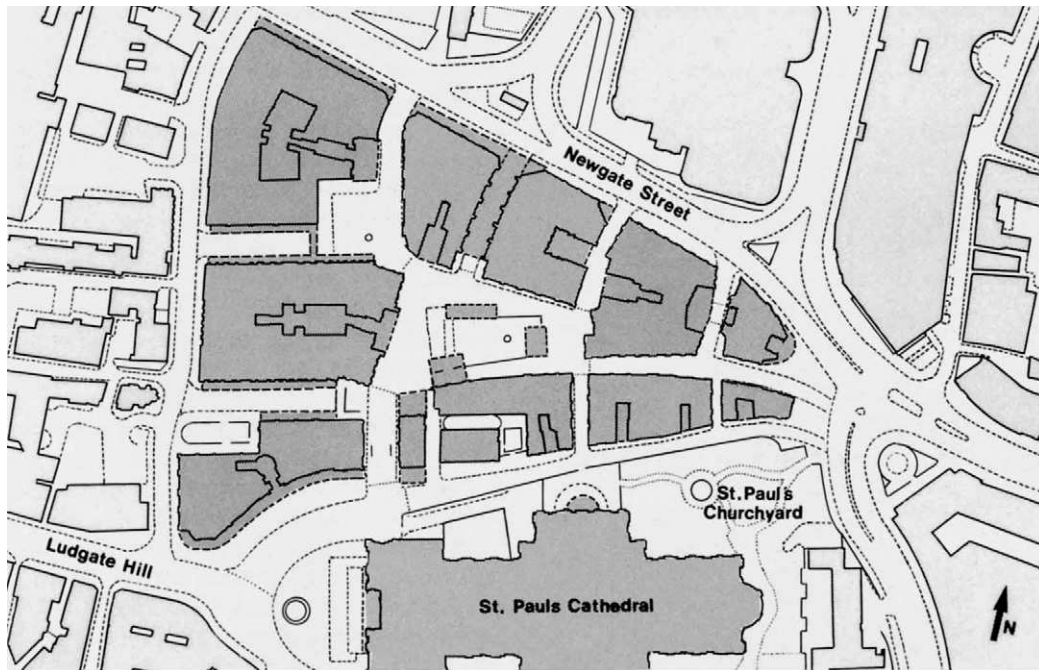 Newgate Street
St. Paul's
Churchyard
Ludgate Hill
St. Pauls Cathedral
N